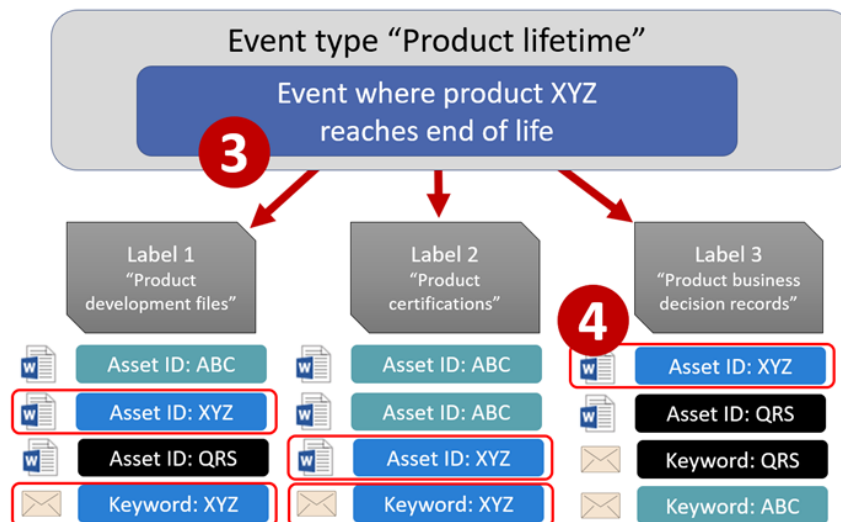 Event type “Product lifetime”
Event where product XYZ
reaches end of life
3
Label 1
“Product
development files”
Label 2
“Product
certifications”
Label 3
“Product business
decision records”
4
W Asset ID: ABC
W Asset ID: XYZ
W Asset ID: QRS
Keyword: XYZ
W Asset ID: ABC
W Asset ID: ABC
W Asset ID: XYZ
Keyword: XYZ
W Asset ID: XYZ
W Asset ID: QRS
Keyword: QRS
Keyword: ABC